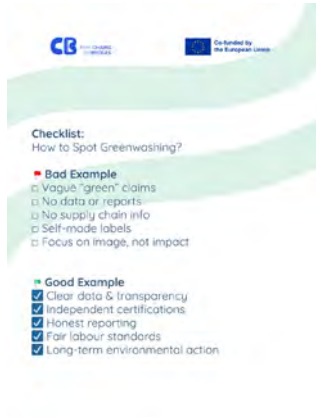 CB
Co-funded by
the European Union
Checklist:
How to Spot Greenwashing?
Bad Example
Vague "green" claims
No data or reports
No supply chain info
Self-made labels
Focus on image, not impact
Good Example
Clear data & transparency
Independent certifications
Honest reporting
Fair labour standards
Long-term environmental action